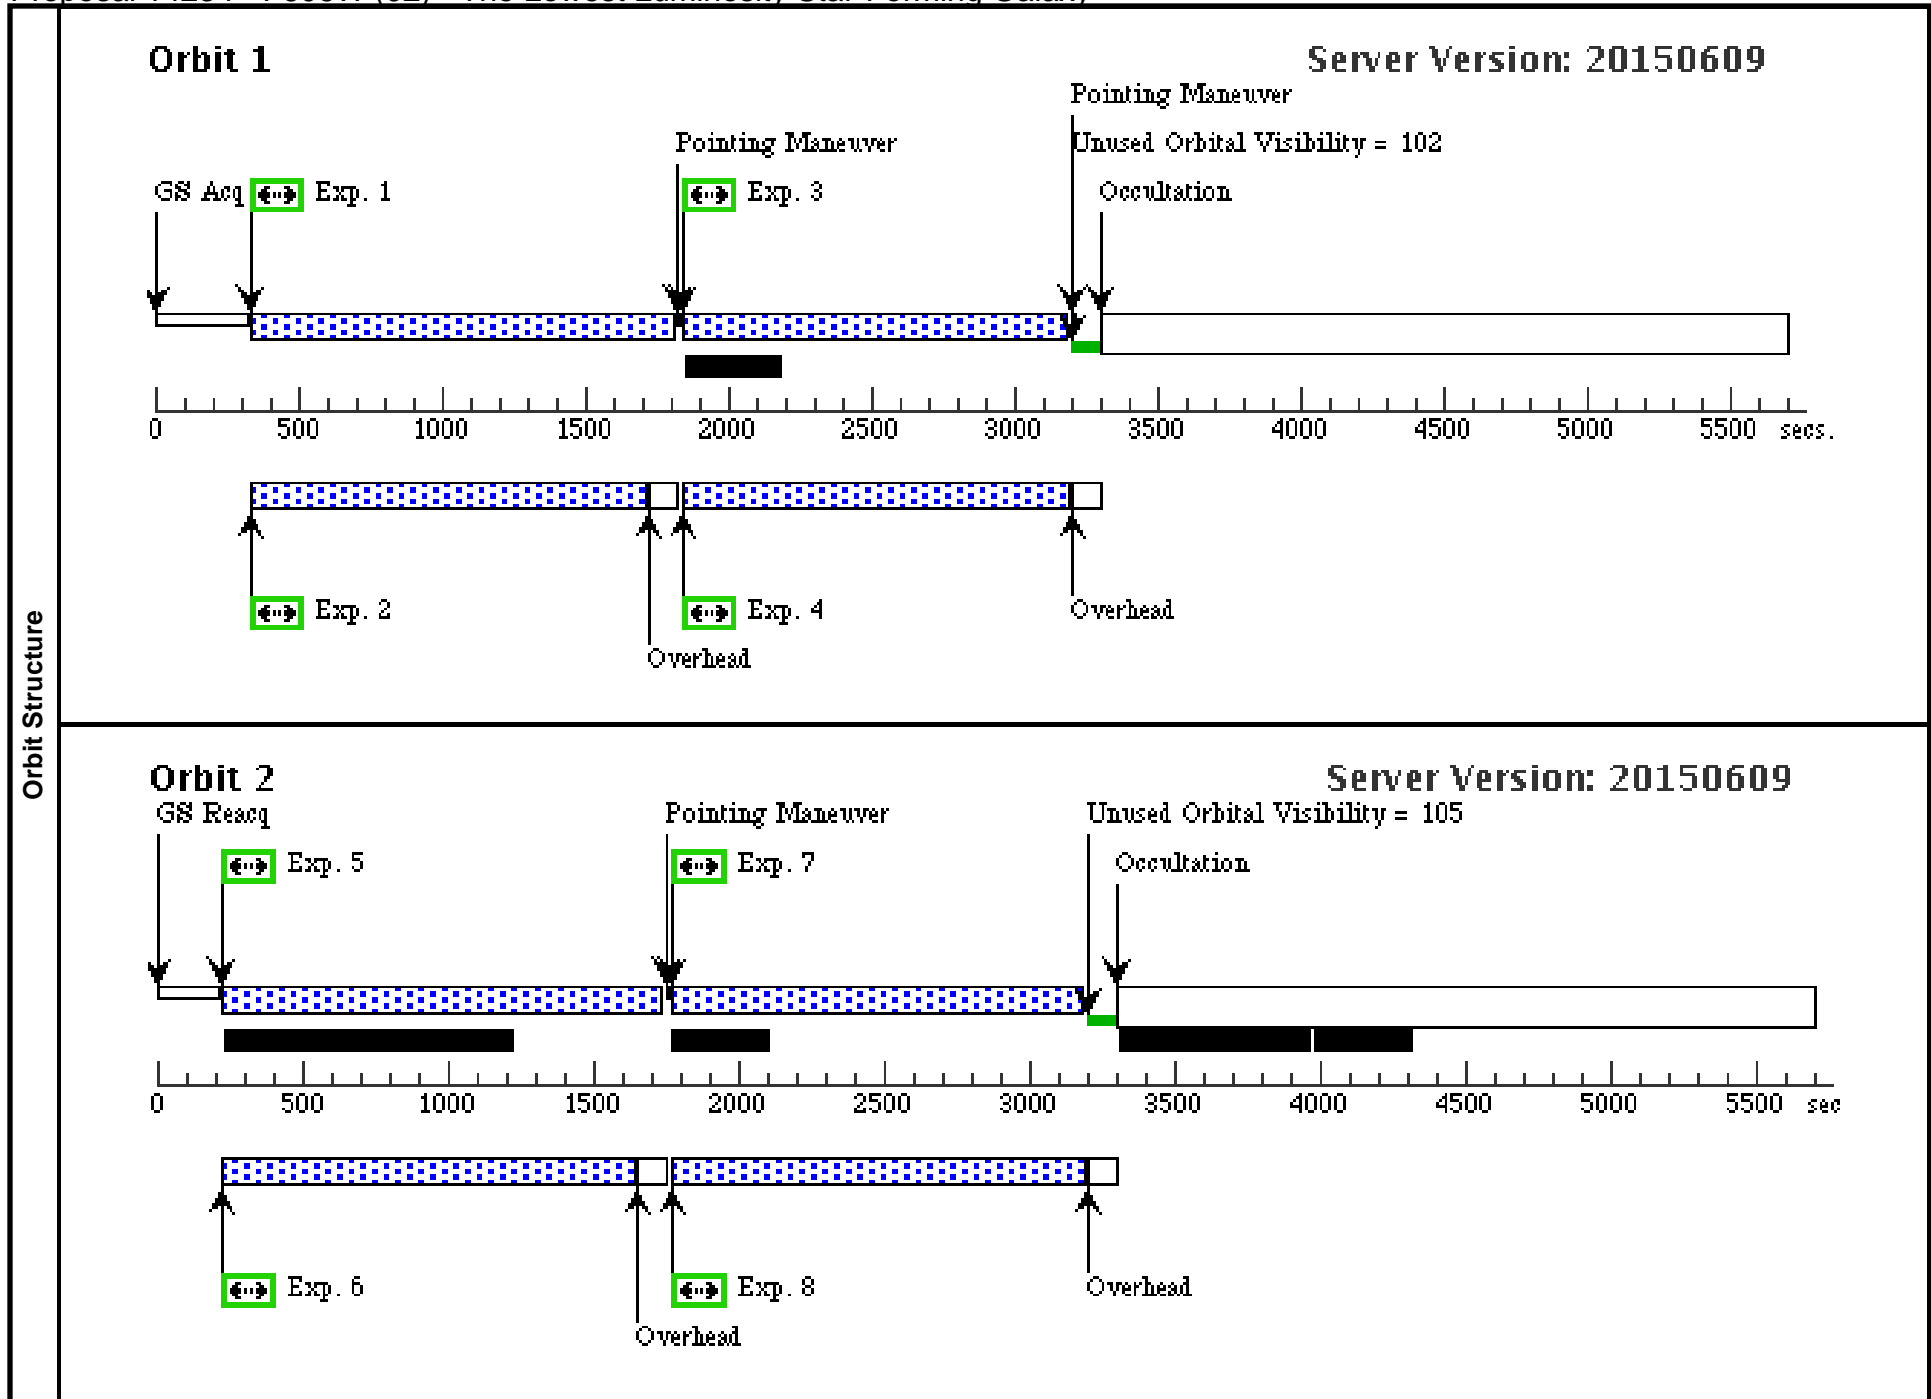 Orbit Structure
Orbit 1
Server Version: 20150609
Pointing Maneuver
Pointing Maneuver
Unused Orbital Visibility = 102
GS Acq
Exp. 1
Exp. 3
Occultation
0 500 1000 1500 2000 2500 3000 3500 4000 4500 5000 5500 secs.
Exp. 2
Exp. 4
Overhead
Overhead
Orbit 2
Server Version: 20150609
GS Reacq
Pointing Maneuver
Unused Orbital Visibility = 105
Exp. 5
Exp. 7
Occultation
0 500 1000 1500 2000 2500 3000 3500 4000 4500 5000 5500 sec
Exp. 6
Exp. 8
Overhead
Overhead